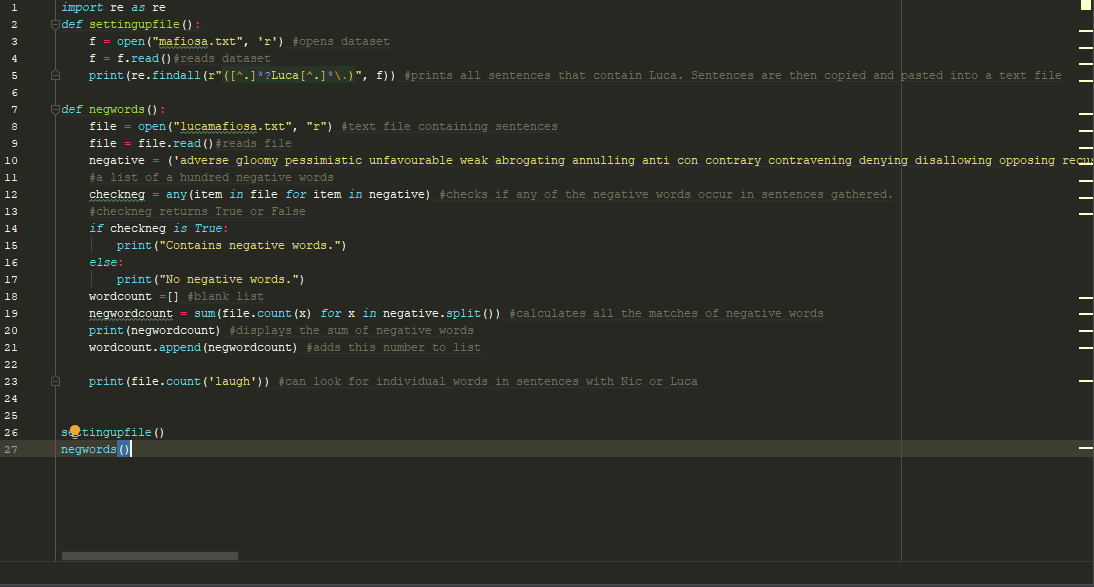 1 import re as re
2 def settingupfile():
3 f = open("mafiosa.txt", 'r') #opens dataset
4 f = f.read()#reads dataset
5 print(re.findall(r"([^.]*?Luca[^.]*\.)", f)) #prints all sentences that contain Luca. Sentences are then copied and pasted into a text file
6
7 def negwords():
8 file = open("lucamafiosa.txt", "r") #text file containing sentences
9 file = file.read()#reads file
10 negative = ('adverse gloomy pessimistic unfavourable weak abrogating annulling anti con contrary contravening denying disallowing opposing recus
11 #a list of a hundred negative words
12 checkneg = any(item in file for item in negative) #checks if any of the negative words occur in sentences gathered.
13 #checkneg returns True or False
14 if checkneg is True:
15 print("Contains negative words.")
16 else:
17 print("No negative words.")
18 wordcount =[] #blank list
19 negwordcount = sum(file.count(x) for x in negative.split()) #calculates all the matches of negative words
20 print(negwordcount) #displays the sum of negative words
21 wordcount.append(negwordcount) #adds this number to list
22
23 print(file.count('laugh')) #can look for individual words in sentences with Nic or Luca
24
25
26 settingupfile()
27 negwords()